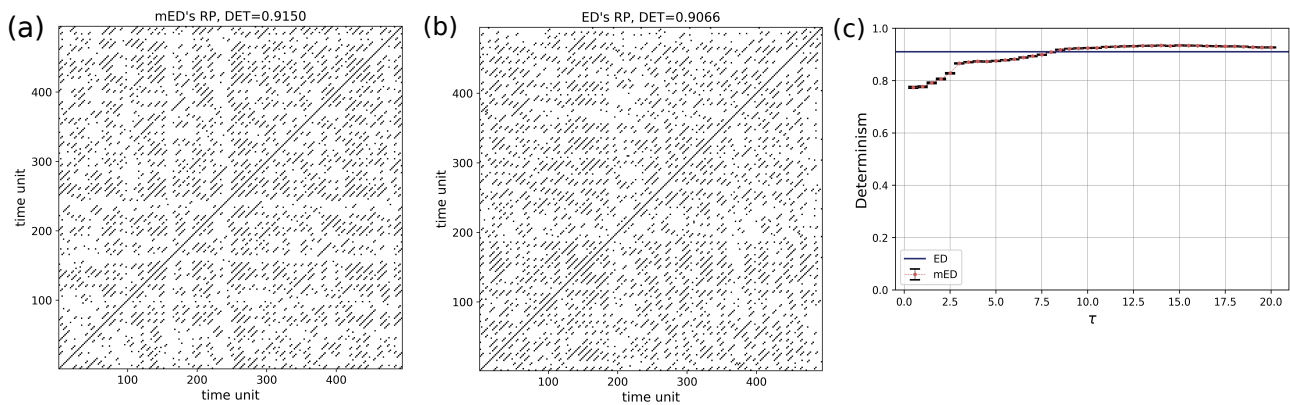 (a)
mED's RP, DET=0.9150
400
300
200
100
time unit
100 200 300 400
time unit
(b)
ED's RP, DET=0.9066
400
300
200
100
time unit
100 200 300 400
time unit
(c)
1.0
0.8
0.6
0.4
0.2
0.0
Determinism
ED
mED
0.0 2.5 5.0 7.5 10.0 12.5 15.0 17.5 20.0
τ